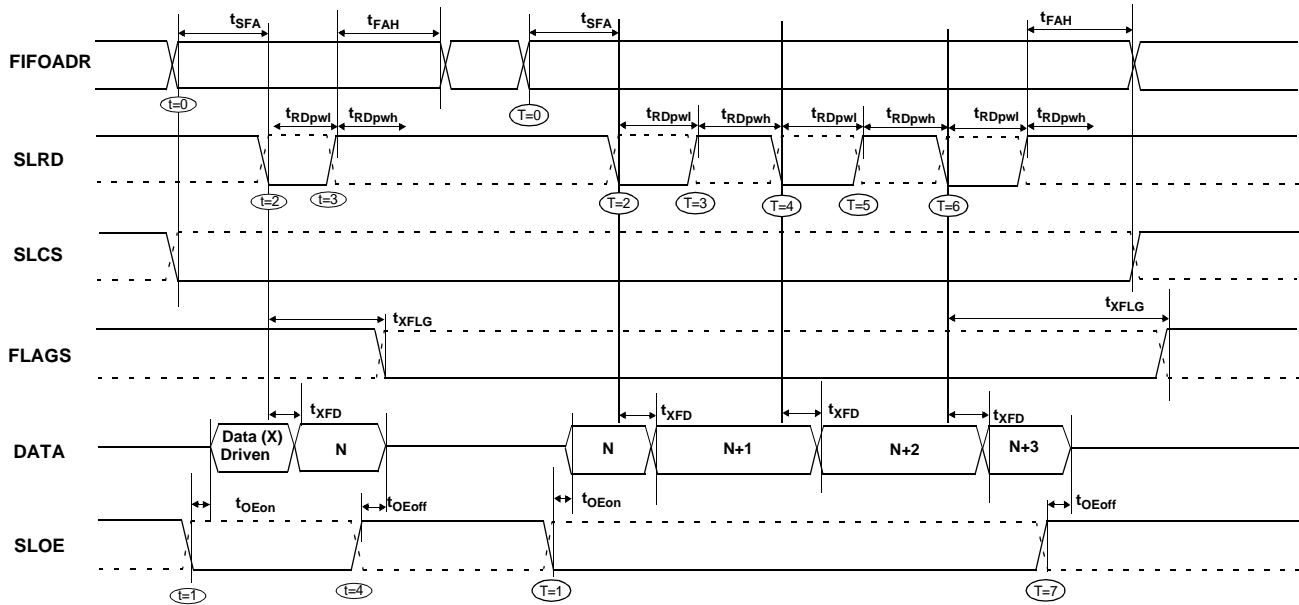 tSFA tFAH tSFA tFAH
FIFOADR
t=0 T=0
tRDpwl tRDpwh tRDpwl tRDpwh tRDpwl tRDpwh tRDpwl tRDpwh
SLRD
t=2 t=3 T=2 T=3 T=4 T=5 T=6
SLCS
tXFLG tXFLG
FLAGS
tXFD tXFD tXFD tXFD
DATA Data (X) Driven N N N+1 N+2 N+3
tOEon tOEoff tOEon tOEoff
SLOE
t=1 t=4 T=1 T=7